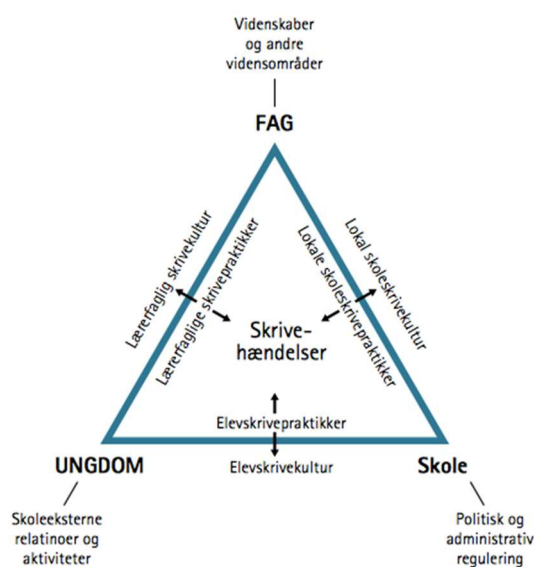 Videnskaber
og andre
vidensområder
FAG
Lærerfaglig skrivekultur
Lærerfaglige skrivepraktikker
Lokale skoleskrivepraktikker
Lokal skoleskrivekultur
Skrive-
hændelser
Elevskrivepraktikker
Elevskrivekultur
UNGDOM
Skole
Skoleeksterne
relatinoer og
aktiviteter
Politisk og
administrativ
regulering